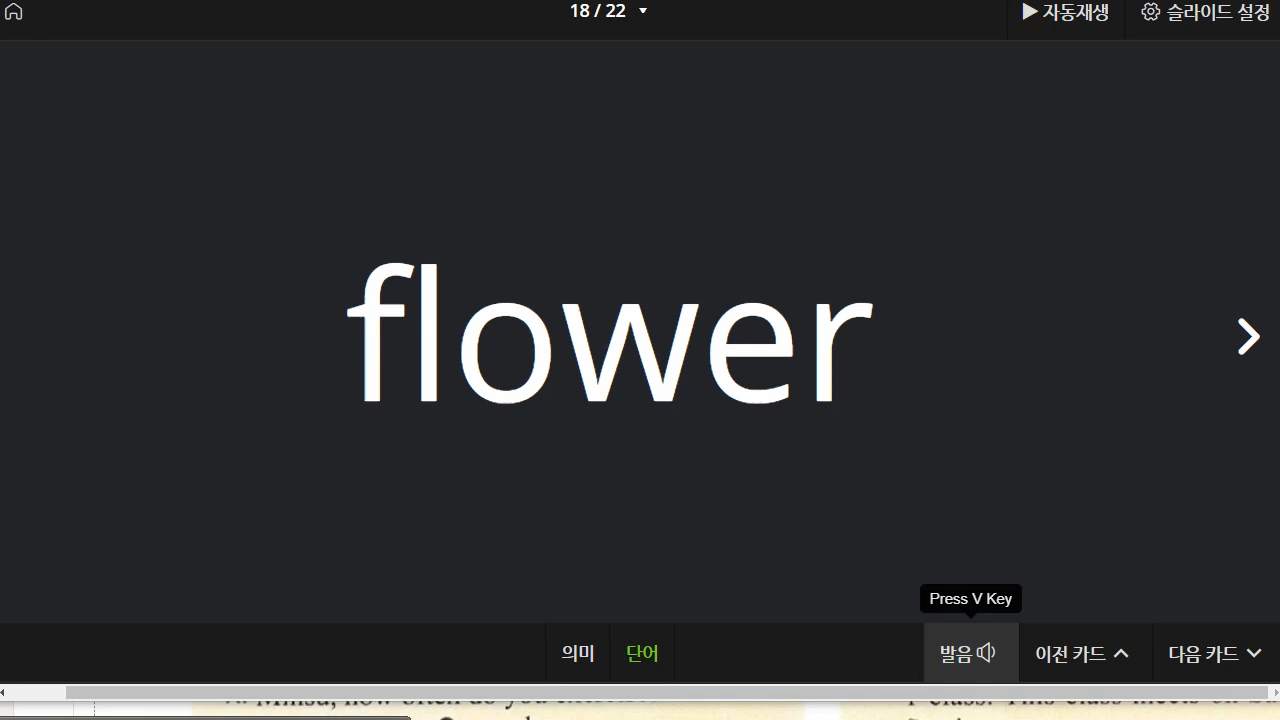 18 / 22
자동재생
슬라이드 설정
flower
Press V Key
의미
단어
발음
이전 카드
다음 카드